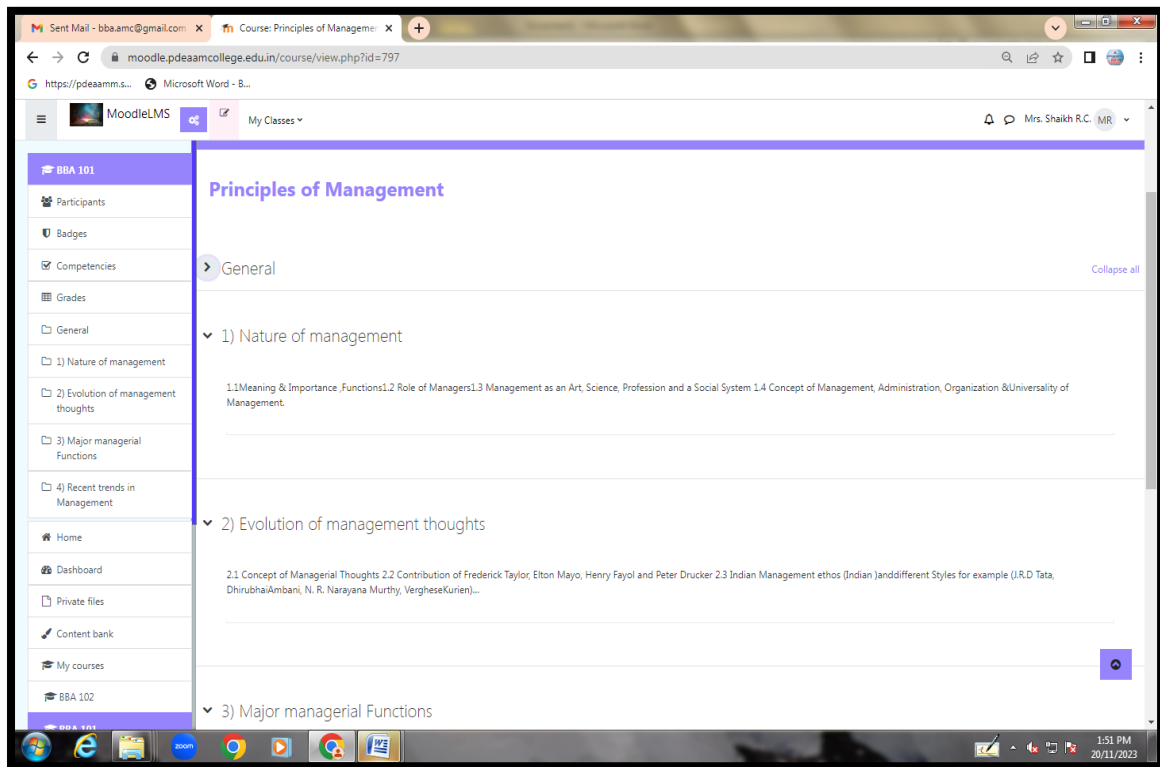 Sent Mail - bba.amc@gmail.com
Course: Principles of Managemen
moodle.pdeaamcollege.edu.in/course/view.php?id=797
https://pdeaamm.s...
Microsoft Word - B...
MoodleLMS
My Classes
Mrs. Shaikh R.C.
MR
BBA 101
Participants
Badges
Competencies
Grades
General
1) Nature of management
2) Evolution of management
thoughts
3) Major managerial
Functions
4) Recent trends in
Management
Home
Dashboard
Private files
Content bank
My courses
BBA 102
BBA 101
Principles of Management
General
Collapse all
1) Nature of management
1.1Meaning & Importance ,Functions1.2 Role of Managers1.3 Management as an Art, Science, Profession and a Social System 1.4 Concept of Management, Administration, Organization &Universality of
Management.
2) Evolution of management thoughts
2.1 Concept of Managerial Thoughts 2.2 Contribution of Frederick Taylor, Elton Mayo, Henry Fayol and Peter Drucker 2.3 Indian Management ethos (Indian )anddifferent Styles for example (J.R.D Tata,
DhirubhaiAmbani, N. R. Narayana Murthy, VergheseKurien)...
3) Major managerial Functions
zoom
1:51 PM
20/11/2023